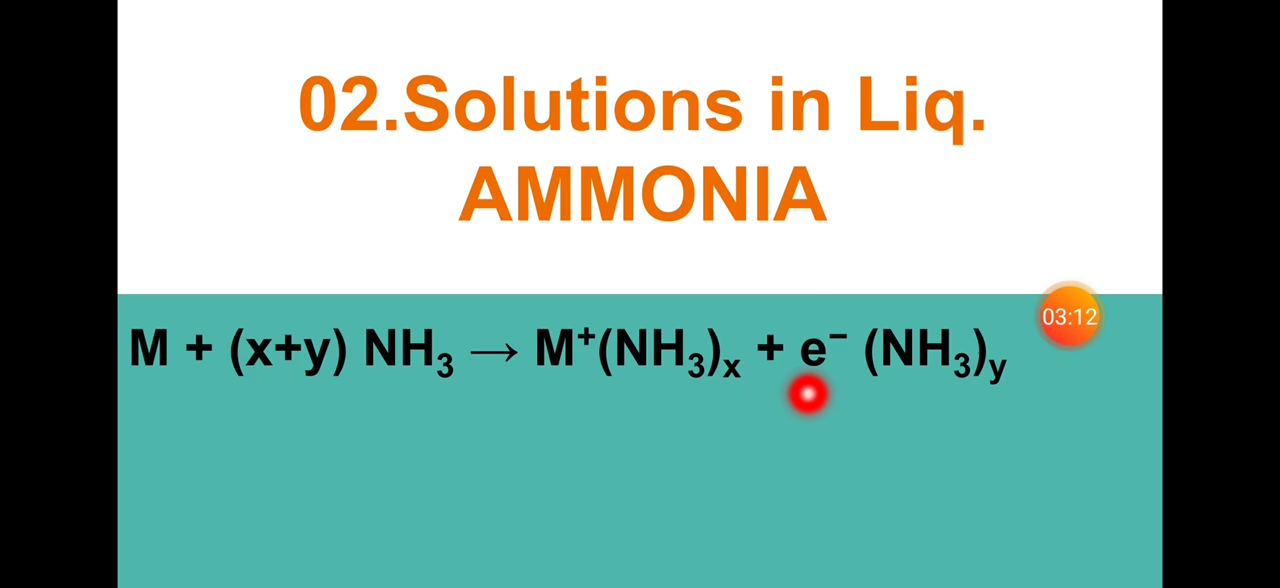 02.Solutions in Liq.
AMMONIA
03:12
M + (x+y) NH₃ → M⁺(NH₃)ₓ + e⁻ (NH₃)ᵧ